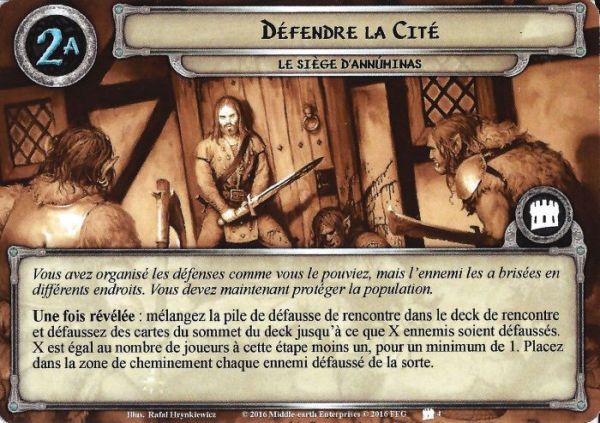 2A
DÉFENDRE LA CITÉ
LE SIÈGE D'ANNÚMINAS
Vous avez organisé les défenses comme vous le pouviez, mais l'ennemi les a brisées en
différents endroits. Vous devez maintenant protéger la population.
Une fois révélée : mélangez la pile de défausse de rencontre dans le deck de rencontre
et défaussez des cartes du sommet du deck jusqu'à ce que X ennemis soient défaussés.
X est égal au nombre de joueurs à cette étape moins un, pour un minimum de 1. Placez
dans la zone de cheminement chaque ennemi défaussé de la sorte.
Illus. Rafał Hrynkiewicz © 2016 Middle-earth Enterprises © 2016 FFG 4